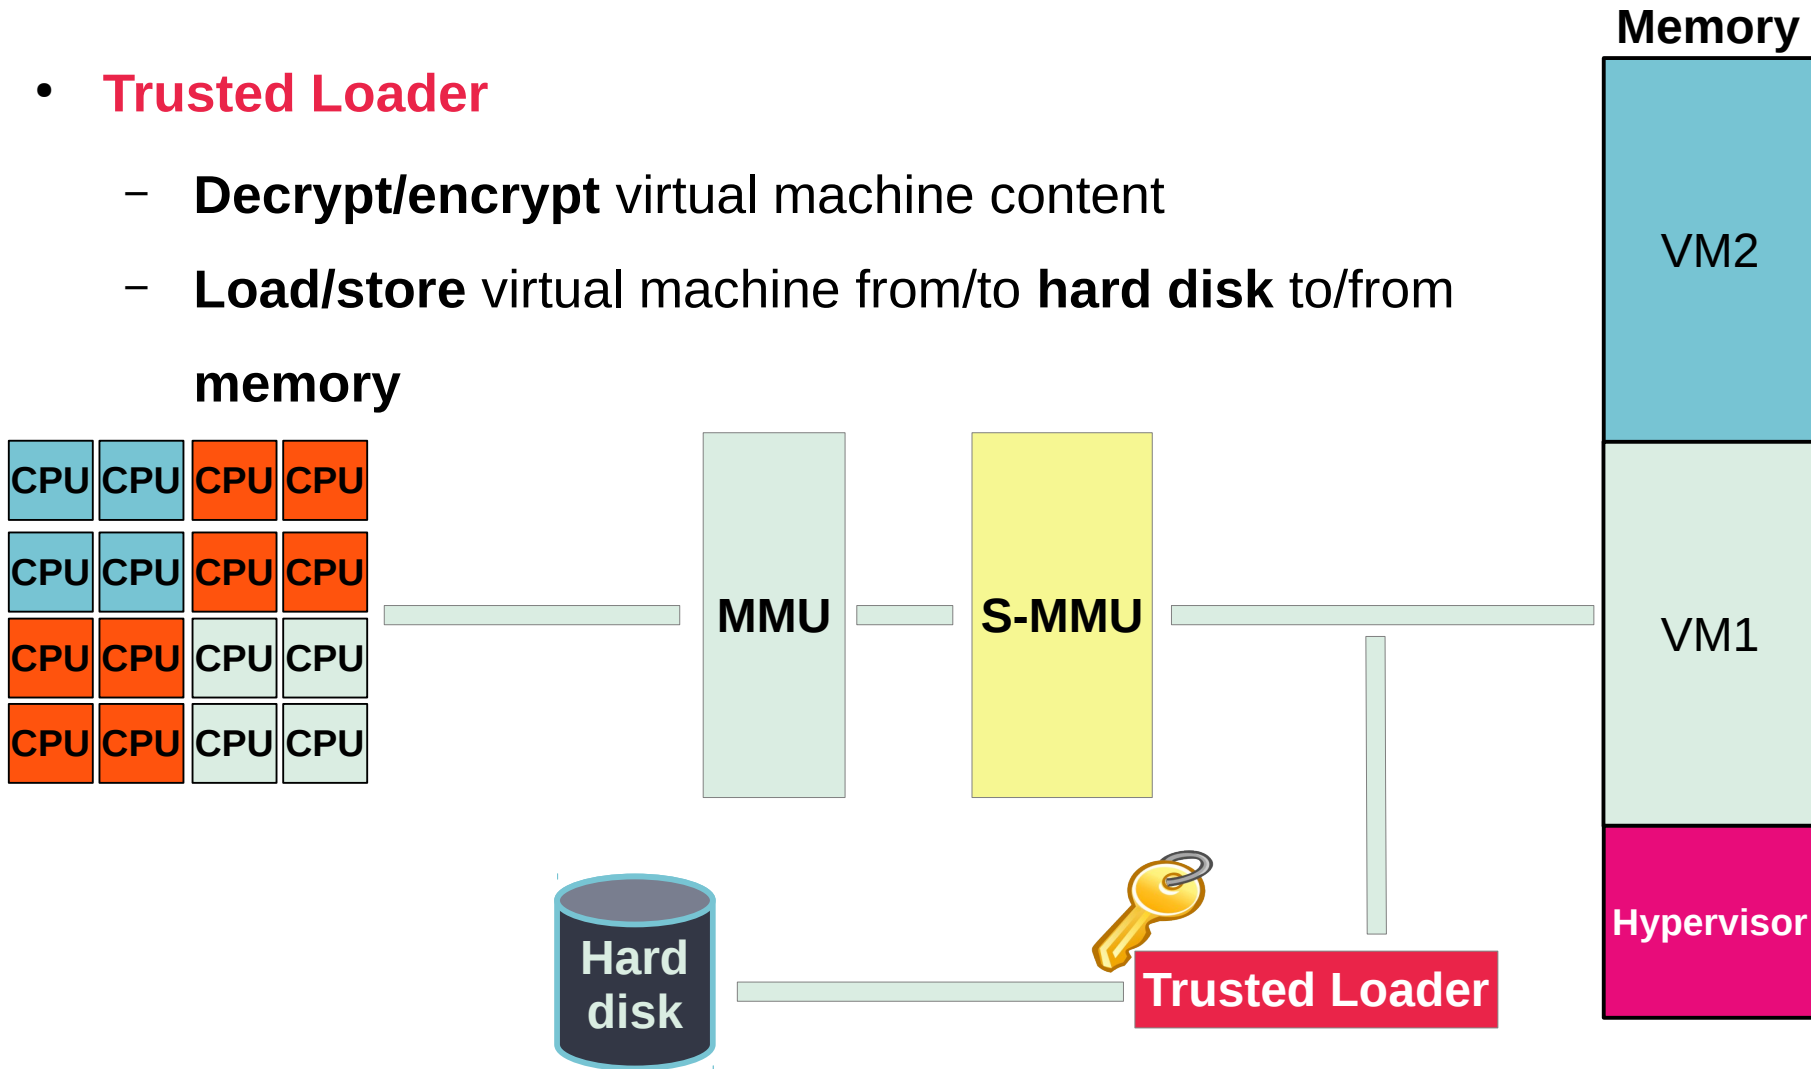 Memory
• Trusted Loader
– Decrypt/encrypt virtual machine content
– Load/store virtual machine from/to hard disk to/from
memory
VM2
CPU CPU CPU CPU
CPU CPU CPU CPU
CPU CPU CPU CPU
CPU CPU CPU CPU
MMU
S-MMU
VM1
Hypervisor
Hard
disk
Trusted Loader